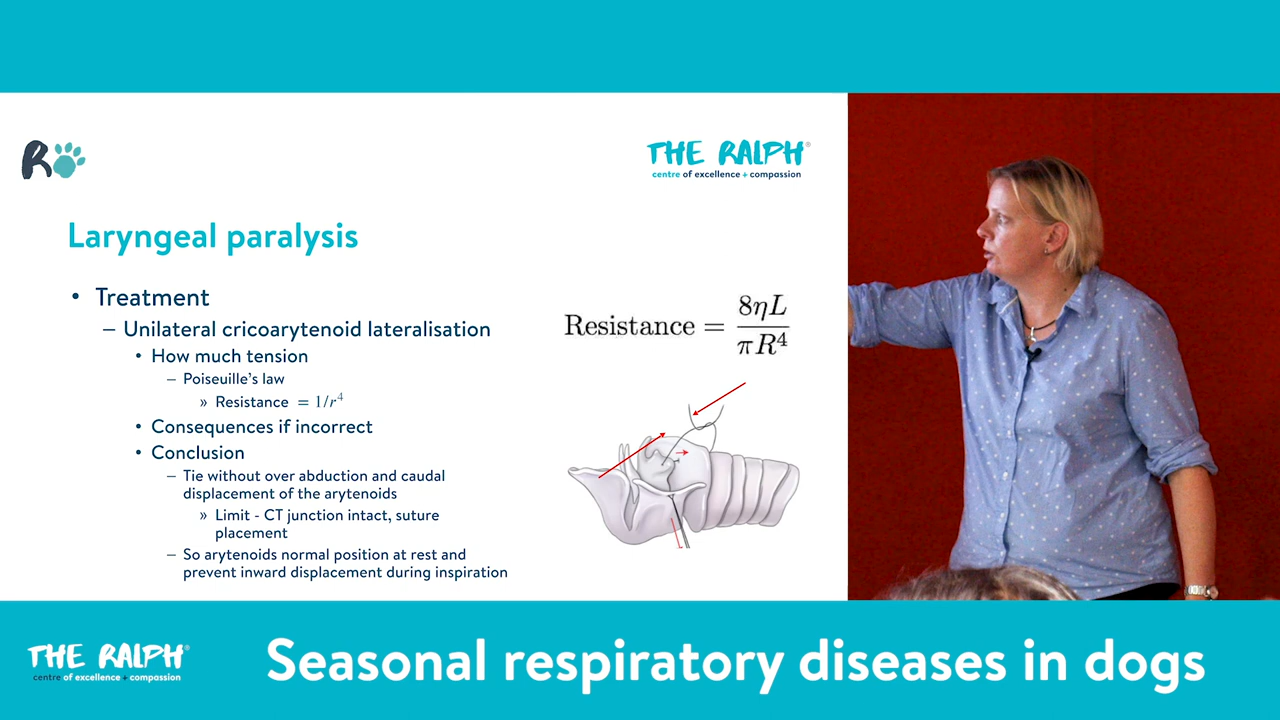 R
THE RALPH®
centre of excellence + compassion
Laryngeal paralysis
• Treatment
– Unilateral cricoarytenoid lateralisation
• How much tension
– Poiseuille's law
» Resistance = 1/r⁴
• Consequences if incorrect
• Conclusion
– Tie without over abduction and caudal
displacement of the arytenoids
» Limit - CT junction intact, suture
placement
– So arytenoids normal position at rest and
prevent inward displacement during inspiration
Resistance = 8ηL / πR⁴
THE RALPH®
centre of excellence + compassion
Seasonal respiratory diseases in dogs